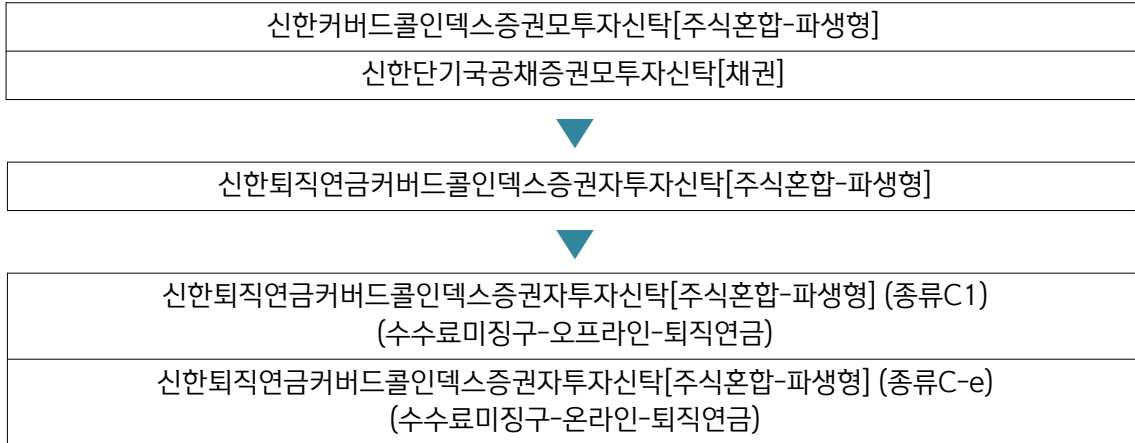 신한커버드콜인덱스증권모투자신탁[주식혼합-파생형]
신한단기국공채증권모투자신탁[채권]
신한퇴직연금커버드콜인덱스증권자투자신탁[주식혼합-파생형]
신한퇴직연금커버드콜인덱스증권자투자신탁[주식혼합-파생형] (종류C1)
(수수료미징구-오프라인-퇴직연금)
신한퇴직연금커버드콜인덱스증권자투자신탁[주식혼합-파생형] (종류C-e)
(수수료미징구-온라인-퇴직연금)